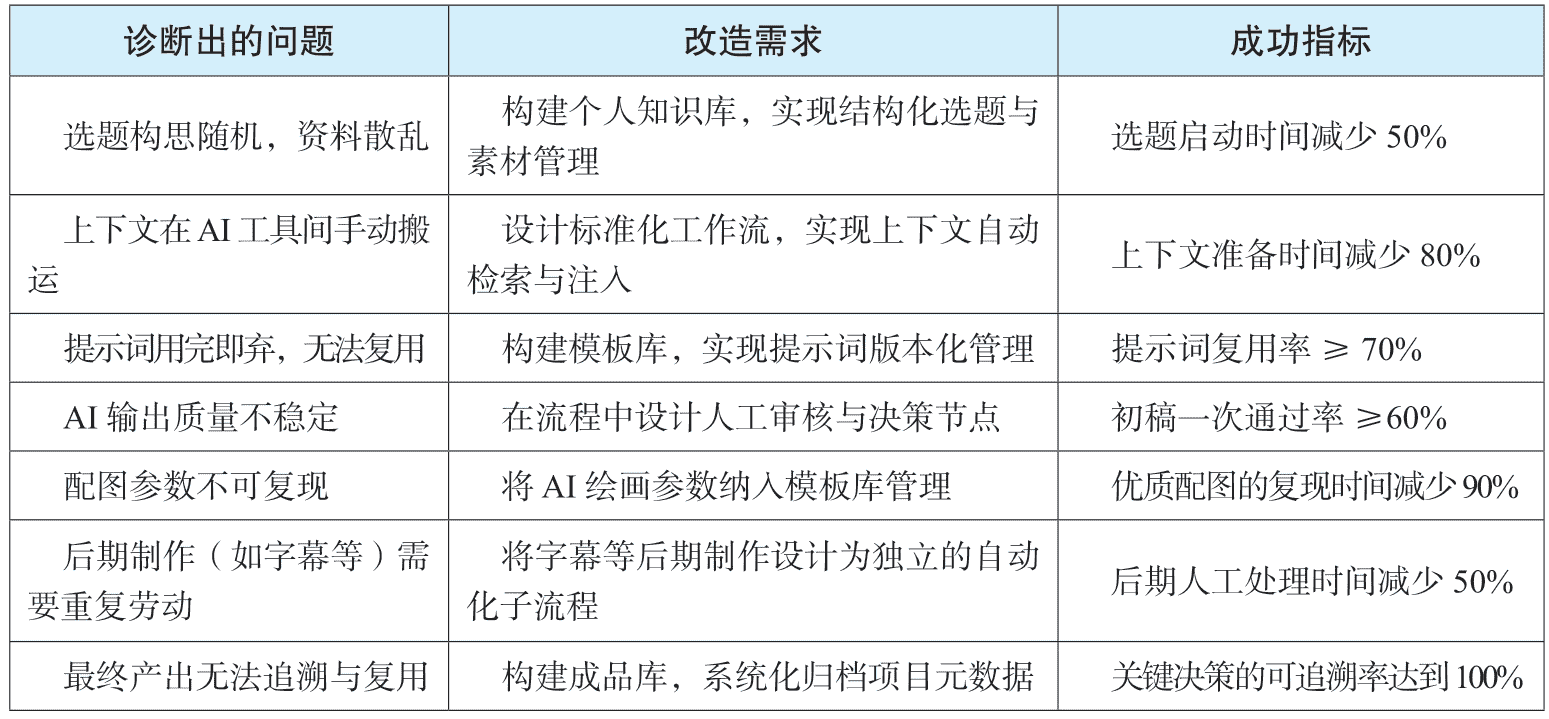 诊断出的问题 改造需求 成功指标
选题构思随机，资料散乱
构建个人知识库，实现结构化选题与
素材管理
选题启动时间减少 50%
上下文在 AI 工具间手动搬
运
设计标准化工作流，实现上下文自动
检索与注入
上下文准备时间减少 80%
提示词用完即弃，无法复用
构建模板库，实现提示词版本化管理
提示词复用率 ≥ 70%
AI 输出质量不稳定
在流程中设计人工审核与决策节点
初稿一次通过率 ≥60%
配图参数不可复现
将 AI 绘画参数纳入模板库管理
优质配图的复现时间减少 90%
后期制作（如字幕等）需
要重复劳动
将字幕等后期制作设计为独立的自动
化子流程
后期人工处理时间减少 50%
最终产出无法追溯与复用
构建成品库，系统化归档项目元数据
关键决策的可追溯率达到 100%